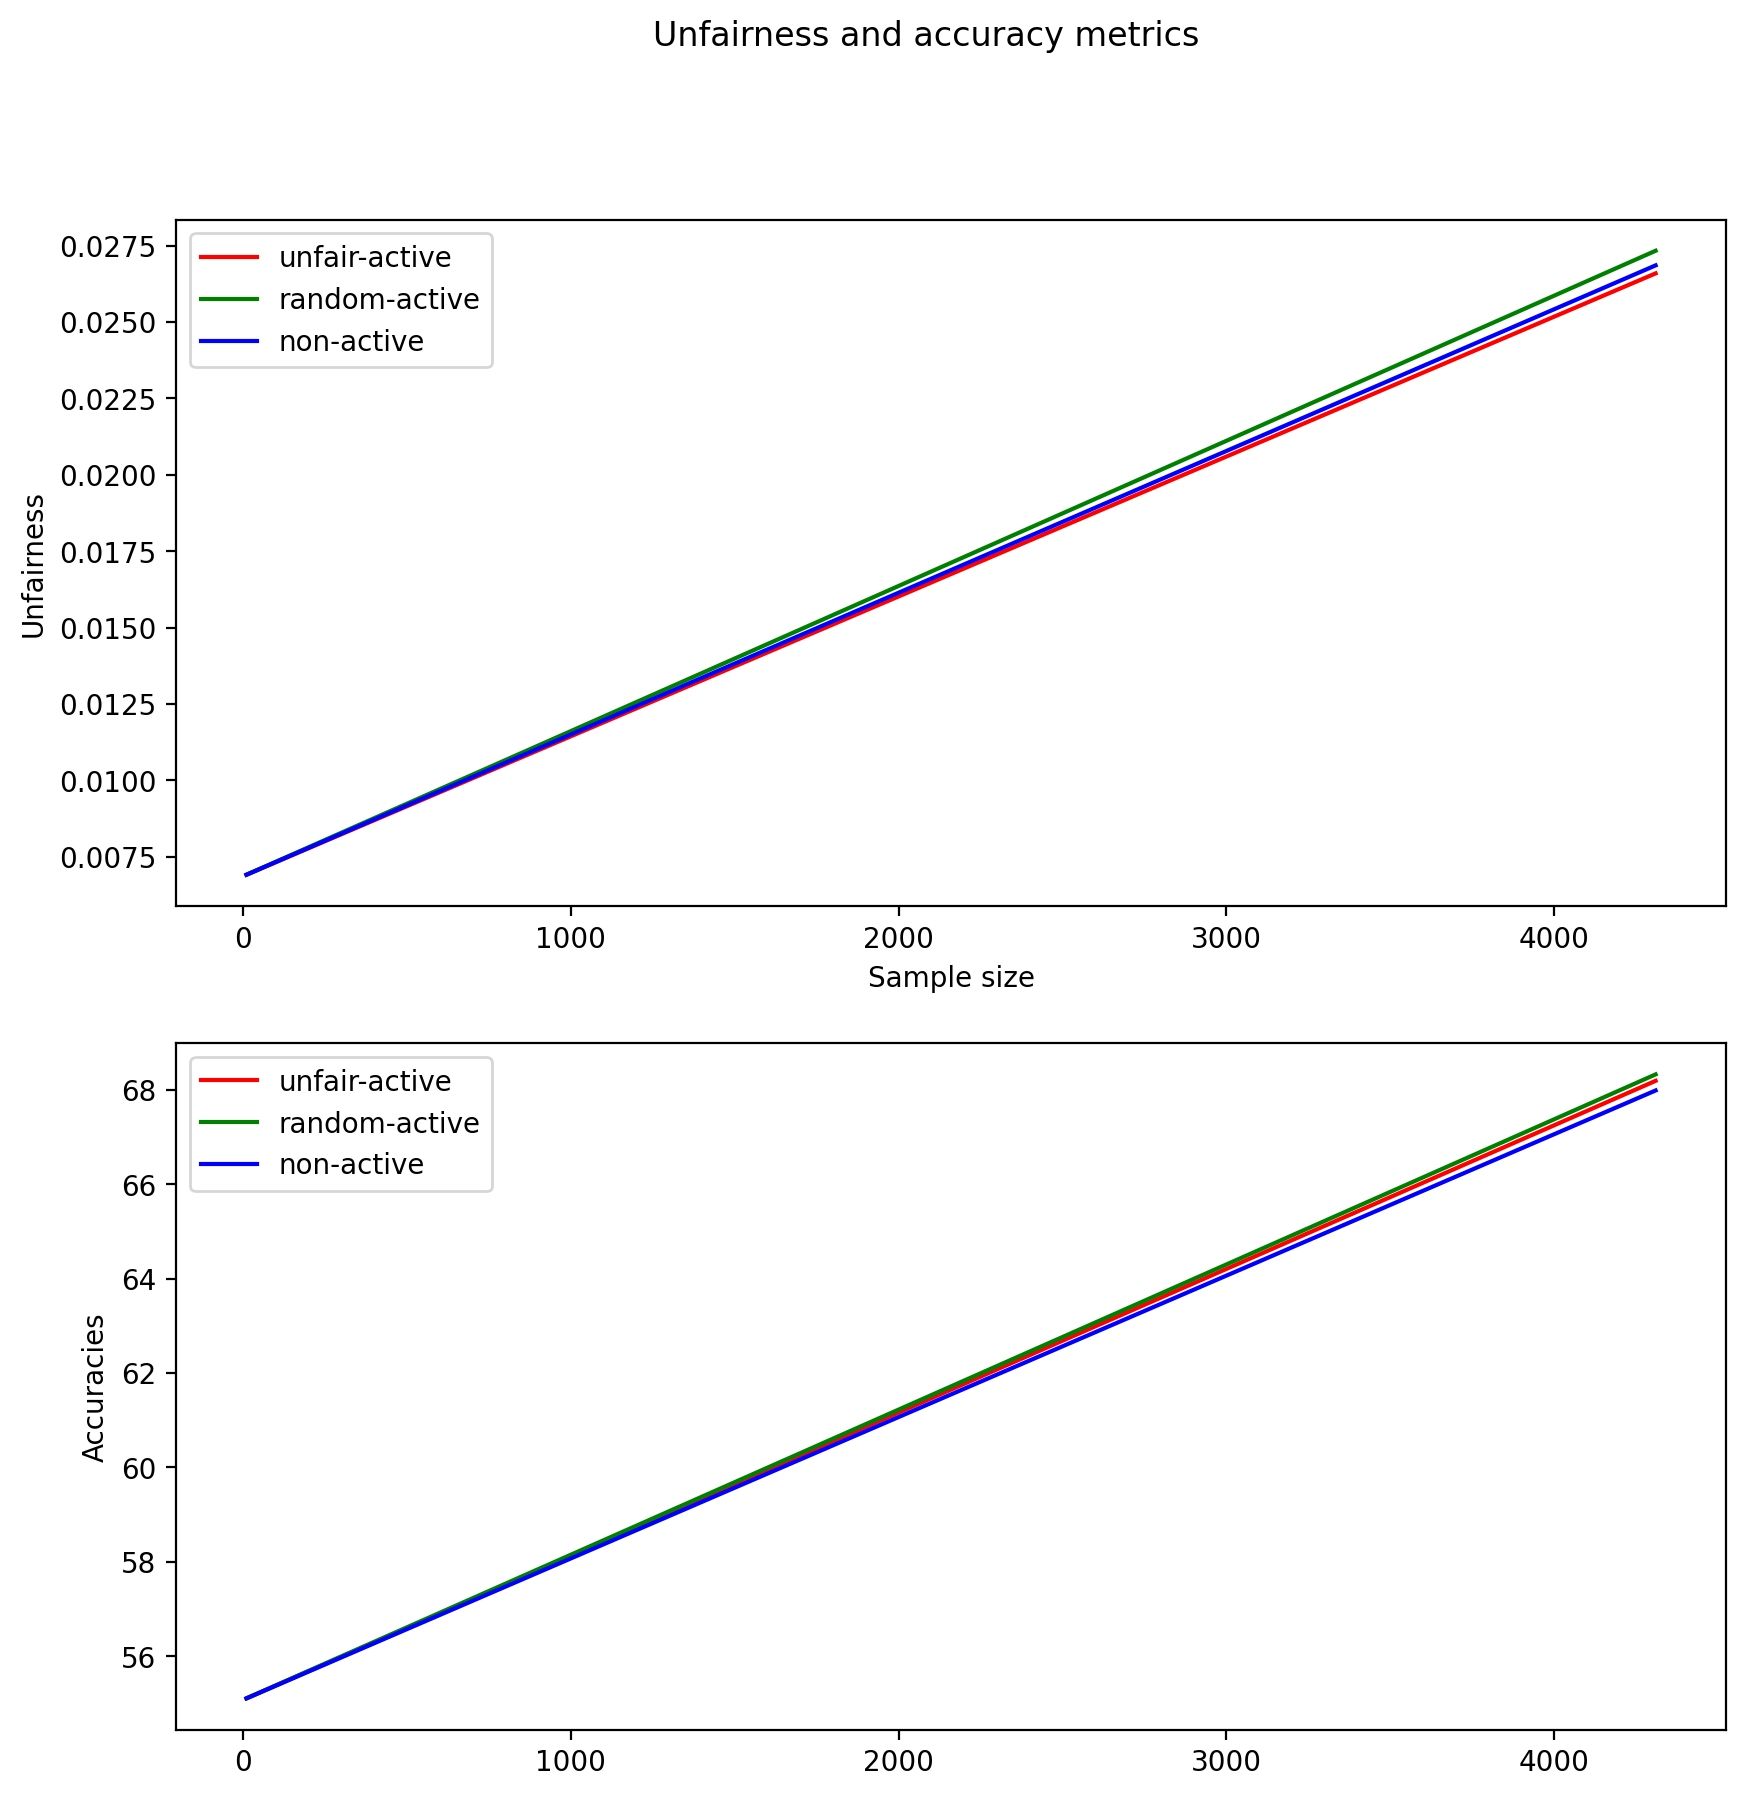 Unfairness and accuracy metrics
unfair-active
random-active
non-active
0.0275
0.0250
0.0225
0.0200
0.0175
0.0150
0.0125
0.0100
0.0075
Unfairness
0 1000 2000 3000 4000
Sample size
unfair-active
random-active
non-active
68
66
64
62
60
58
56
Accuracies
0 1000 2000 3000 4000